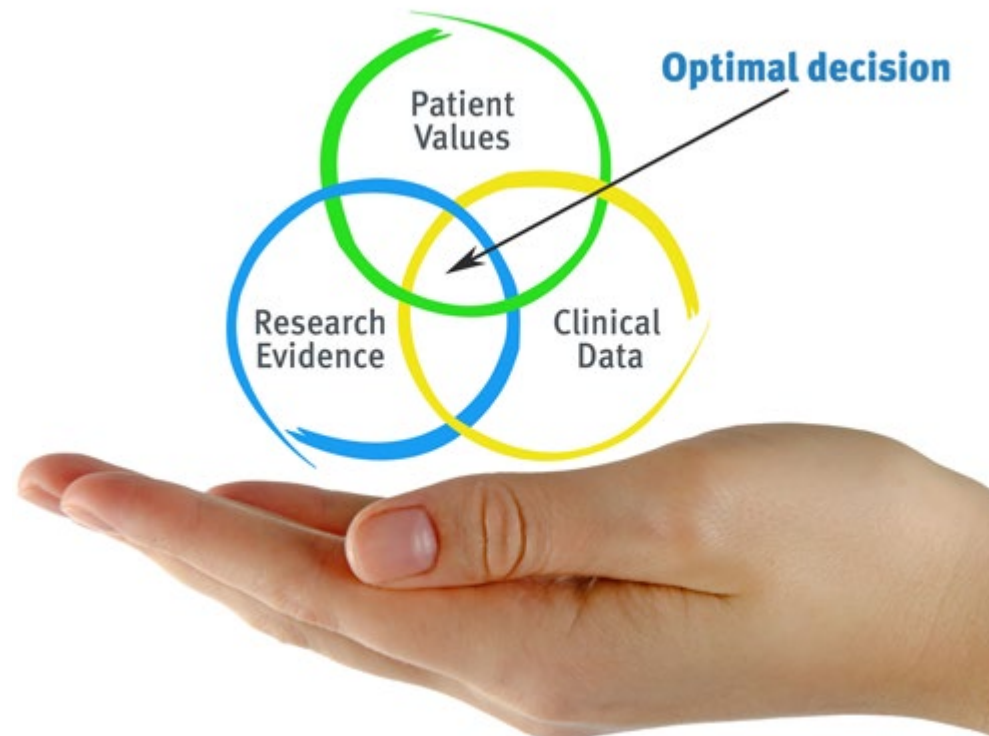 Optimal decision
Patient
Values
Research
Evidence
Clinical
Data